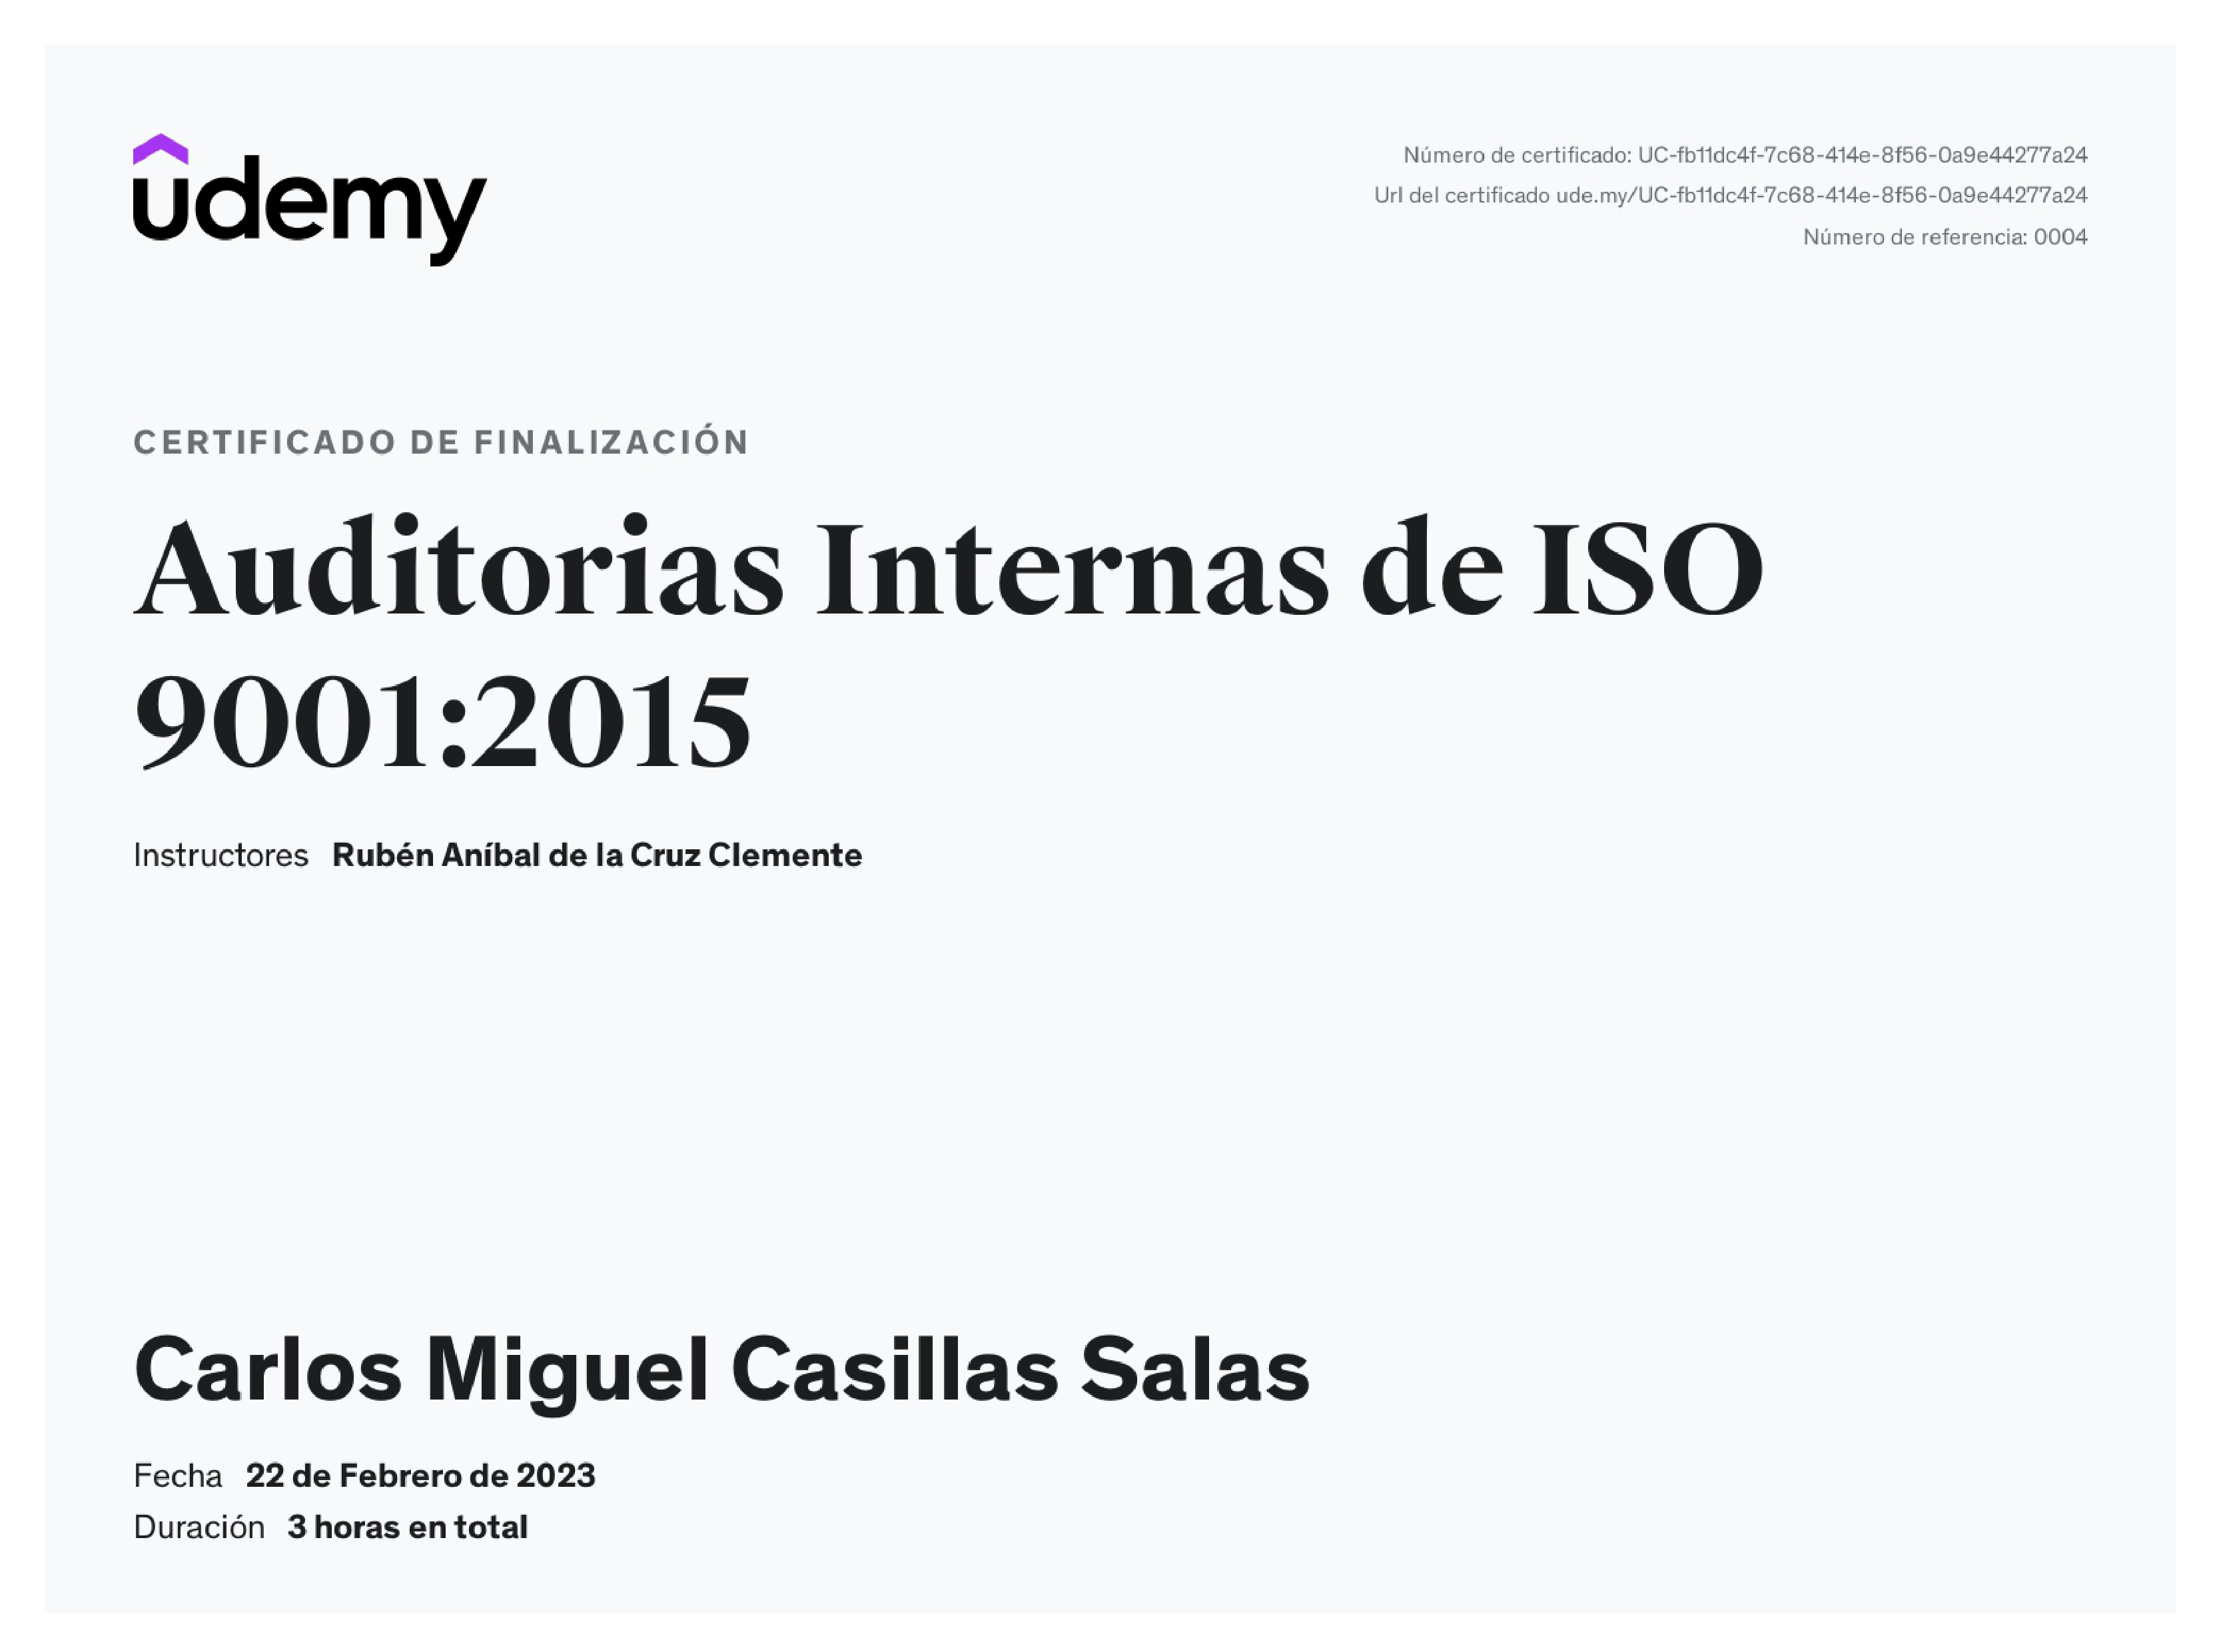 udemy
Número de certificado: UC-fb11dc4f-7c68-414e-8f56-0a9e44277a24
Url del certificado ude.my/UC-fb11dc4f-7c68-414e-8f56-0a9e44277a24
Número de referencia: 0004
CERTIFICADO DE FINALIZACIÓN
Auditorias Internas de ISO
9001:2015
Instructores Rubén Aníbal de la Cruz Clemente
Carlos Miguel Casillas Salas
Fecha 22 de Febrero de 2023
Duración 3 horas en total